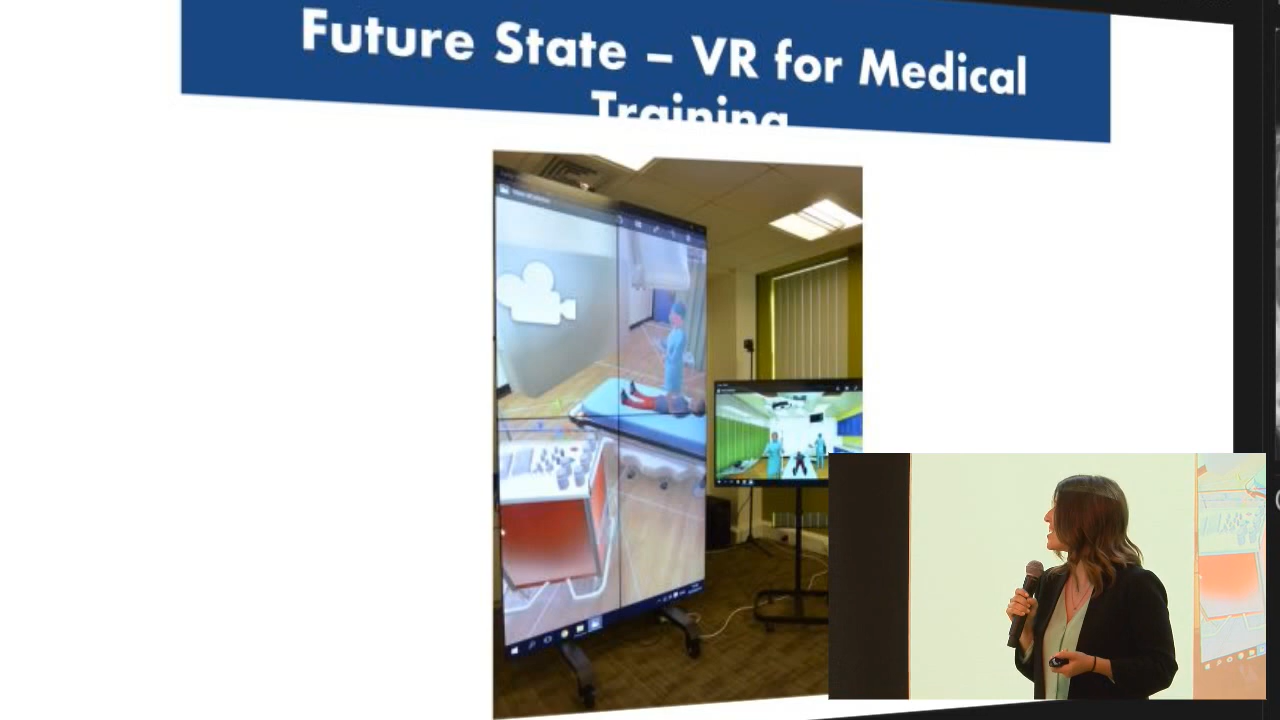 Future State – VR for Medical
Training